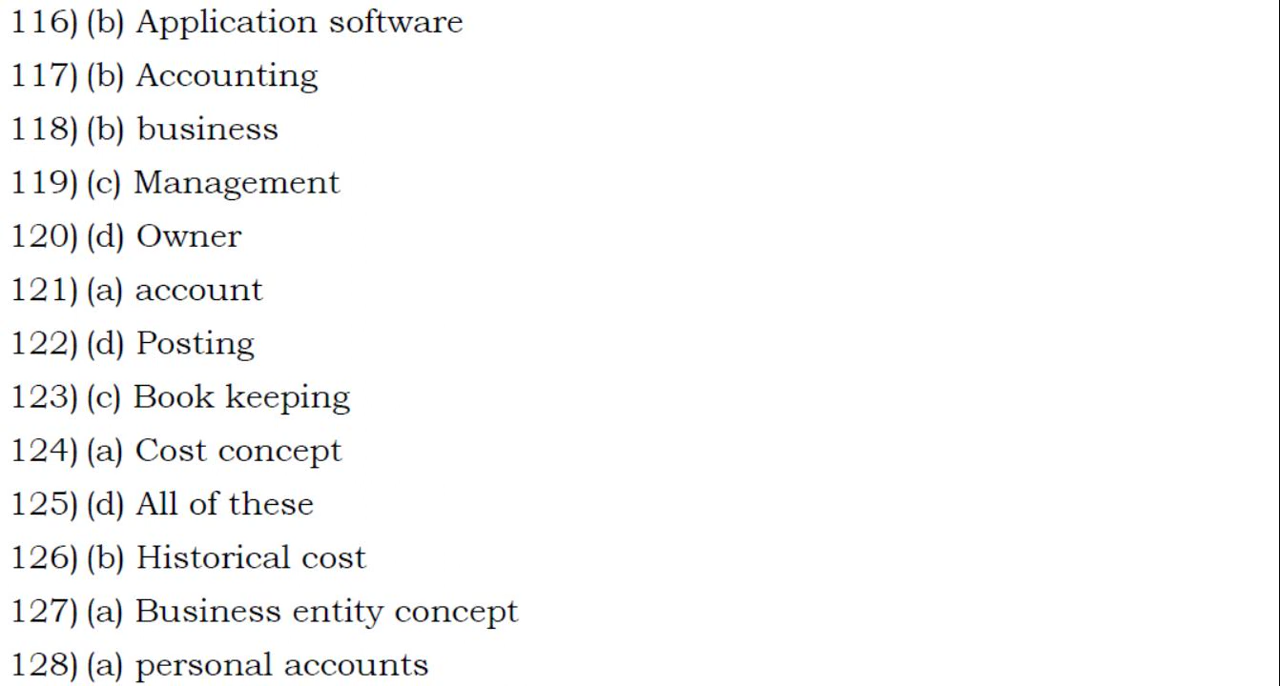 116) (b) Application software
117) (b) Accounting
118) (b) business
119) (c) Management
120) (d) Owner
121) (a) account
122) (d) Posting
123) (c) Book keeping
124) (a) Cost concept
125) (d) All of these
126) (b) Historical cost
127) (a) Business entity concept
128) (a) personal accounts